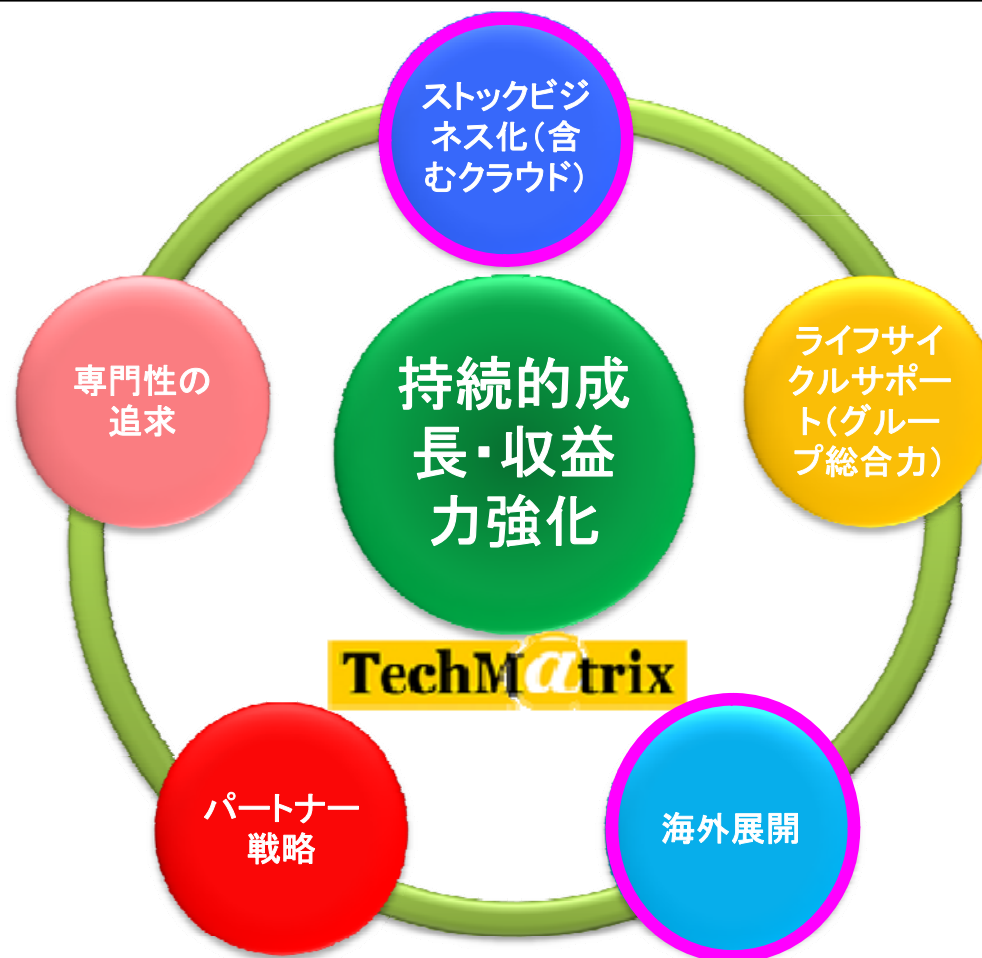 ストックビジ
ネス化（含
むクラウド）
ライフサイ
クルサポー
ト（グルー
プ総合力）
専門性の
追求
持続的成
長・収益
力強化
TechM@trix
パートナー
戦略
海外展開